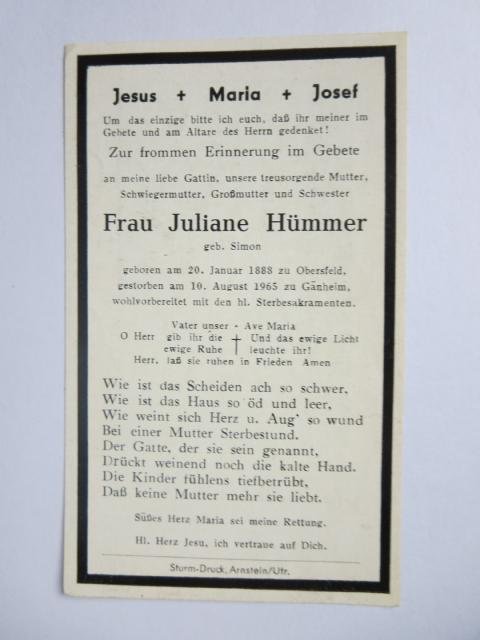 Jesus + Maria + Josef
Um das einzige bitte ich euch, daß ihr meiner im
Gebete und am Altare des Herrn gedenket!
Zur frommen Erinnerung im Gebete
an meine liebe Gattin, unsere treusorgende Mutter,
Schwiegermutter, Großmutter und Schwester
Frau Juliane Hümmer
geb. Simon
geboren am 20. Januar 1888 zu Obersfeld,
gestorben am 10. August 1965 zu Gänheim,
wohlvorbereitet mit den hl. Sterbesakramenten.
Vater unser - Ave Maria
O Herr gib ihr die † Und das ewige Licht
ewige Ruhe leuchte ihr!
Herr, laß sie ruhen in Frieden Amen
Wie ist das Scheiden ach so schwer,
Wie ist das Haus so öd und leer,
Wie weint sich Herz u. Aug' so wund
Bei einer Mutter Sterbestund.
Der Gatte, der sie sein genannt,
Drückt weinend noch die kalte Hand.
Die Kinder fühlens tiefbetrübt,
Daß keine Mutter mehr sie liebt.
Süßes Herz Maria sei meine Rettung.
Hl. Herz Jesu, ich vertraue auf Dich.
Sturm-Druck, Arnstein/Ufr.